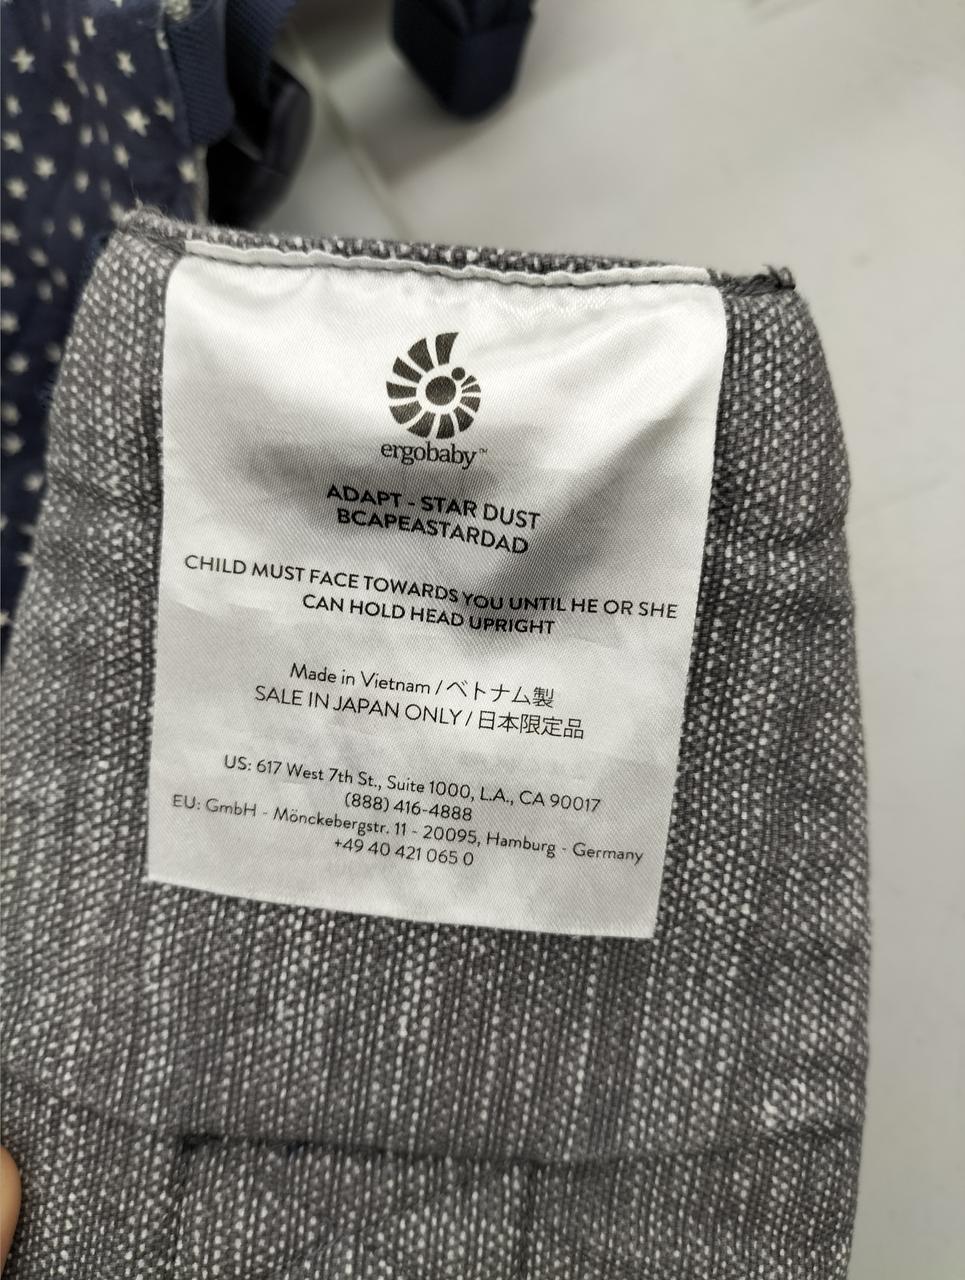 ergobaby™
ADAPT - STAR DUST
BCAPEASTARDAD
CHILD MUST FACE TOWARDS YOU UNTIL HE OR SHE
CAN HOLD HEAD UPRIGHT
Made in Vietnam / ベトナム製
SALE IN JAPAN ONLY / 日本限定品
US: 617 West 7th St., Suite 1000, L.A., CA 90017
(888) 416-4888
EU: GmbH - Mönckebergstr. 11 - 20095, Hamburg - Germany
+49 40 421 065 0